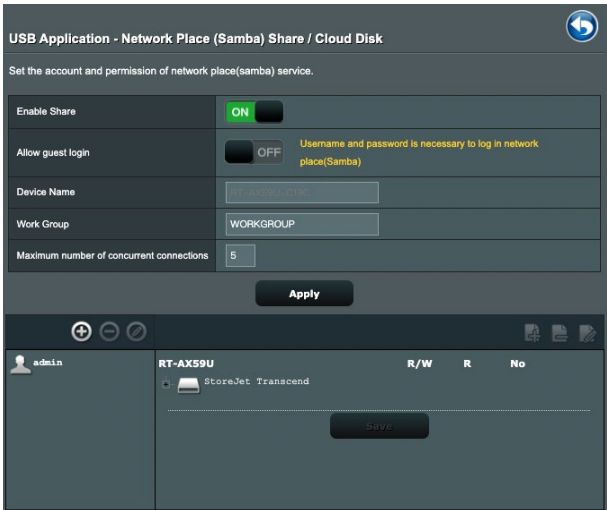 USB Application - Network Place (Samba) Share / Cloud Disk
Set the account and permission of network place(samba) service.
Enable Share
ON
Allow guest login
OFF
Username and password is necessary to log in network
place(Samba)
Device Name
Work Group
WORKGROUP
Maximum number of concurrent connections
5
Apply
admin
RT-AX59U R/W R No
StoreJet Transcend
Save